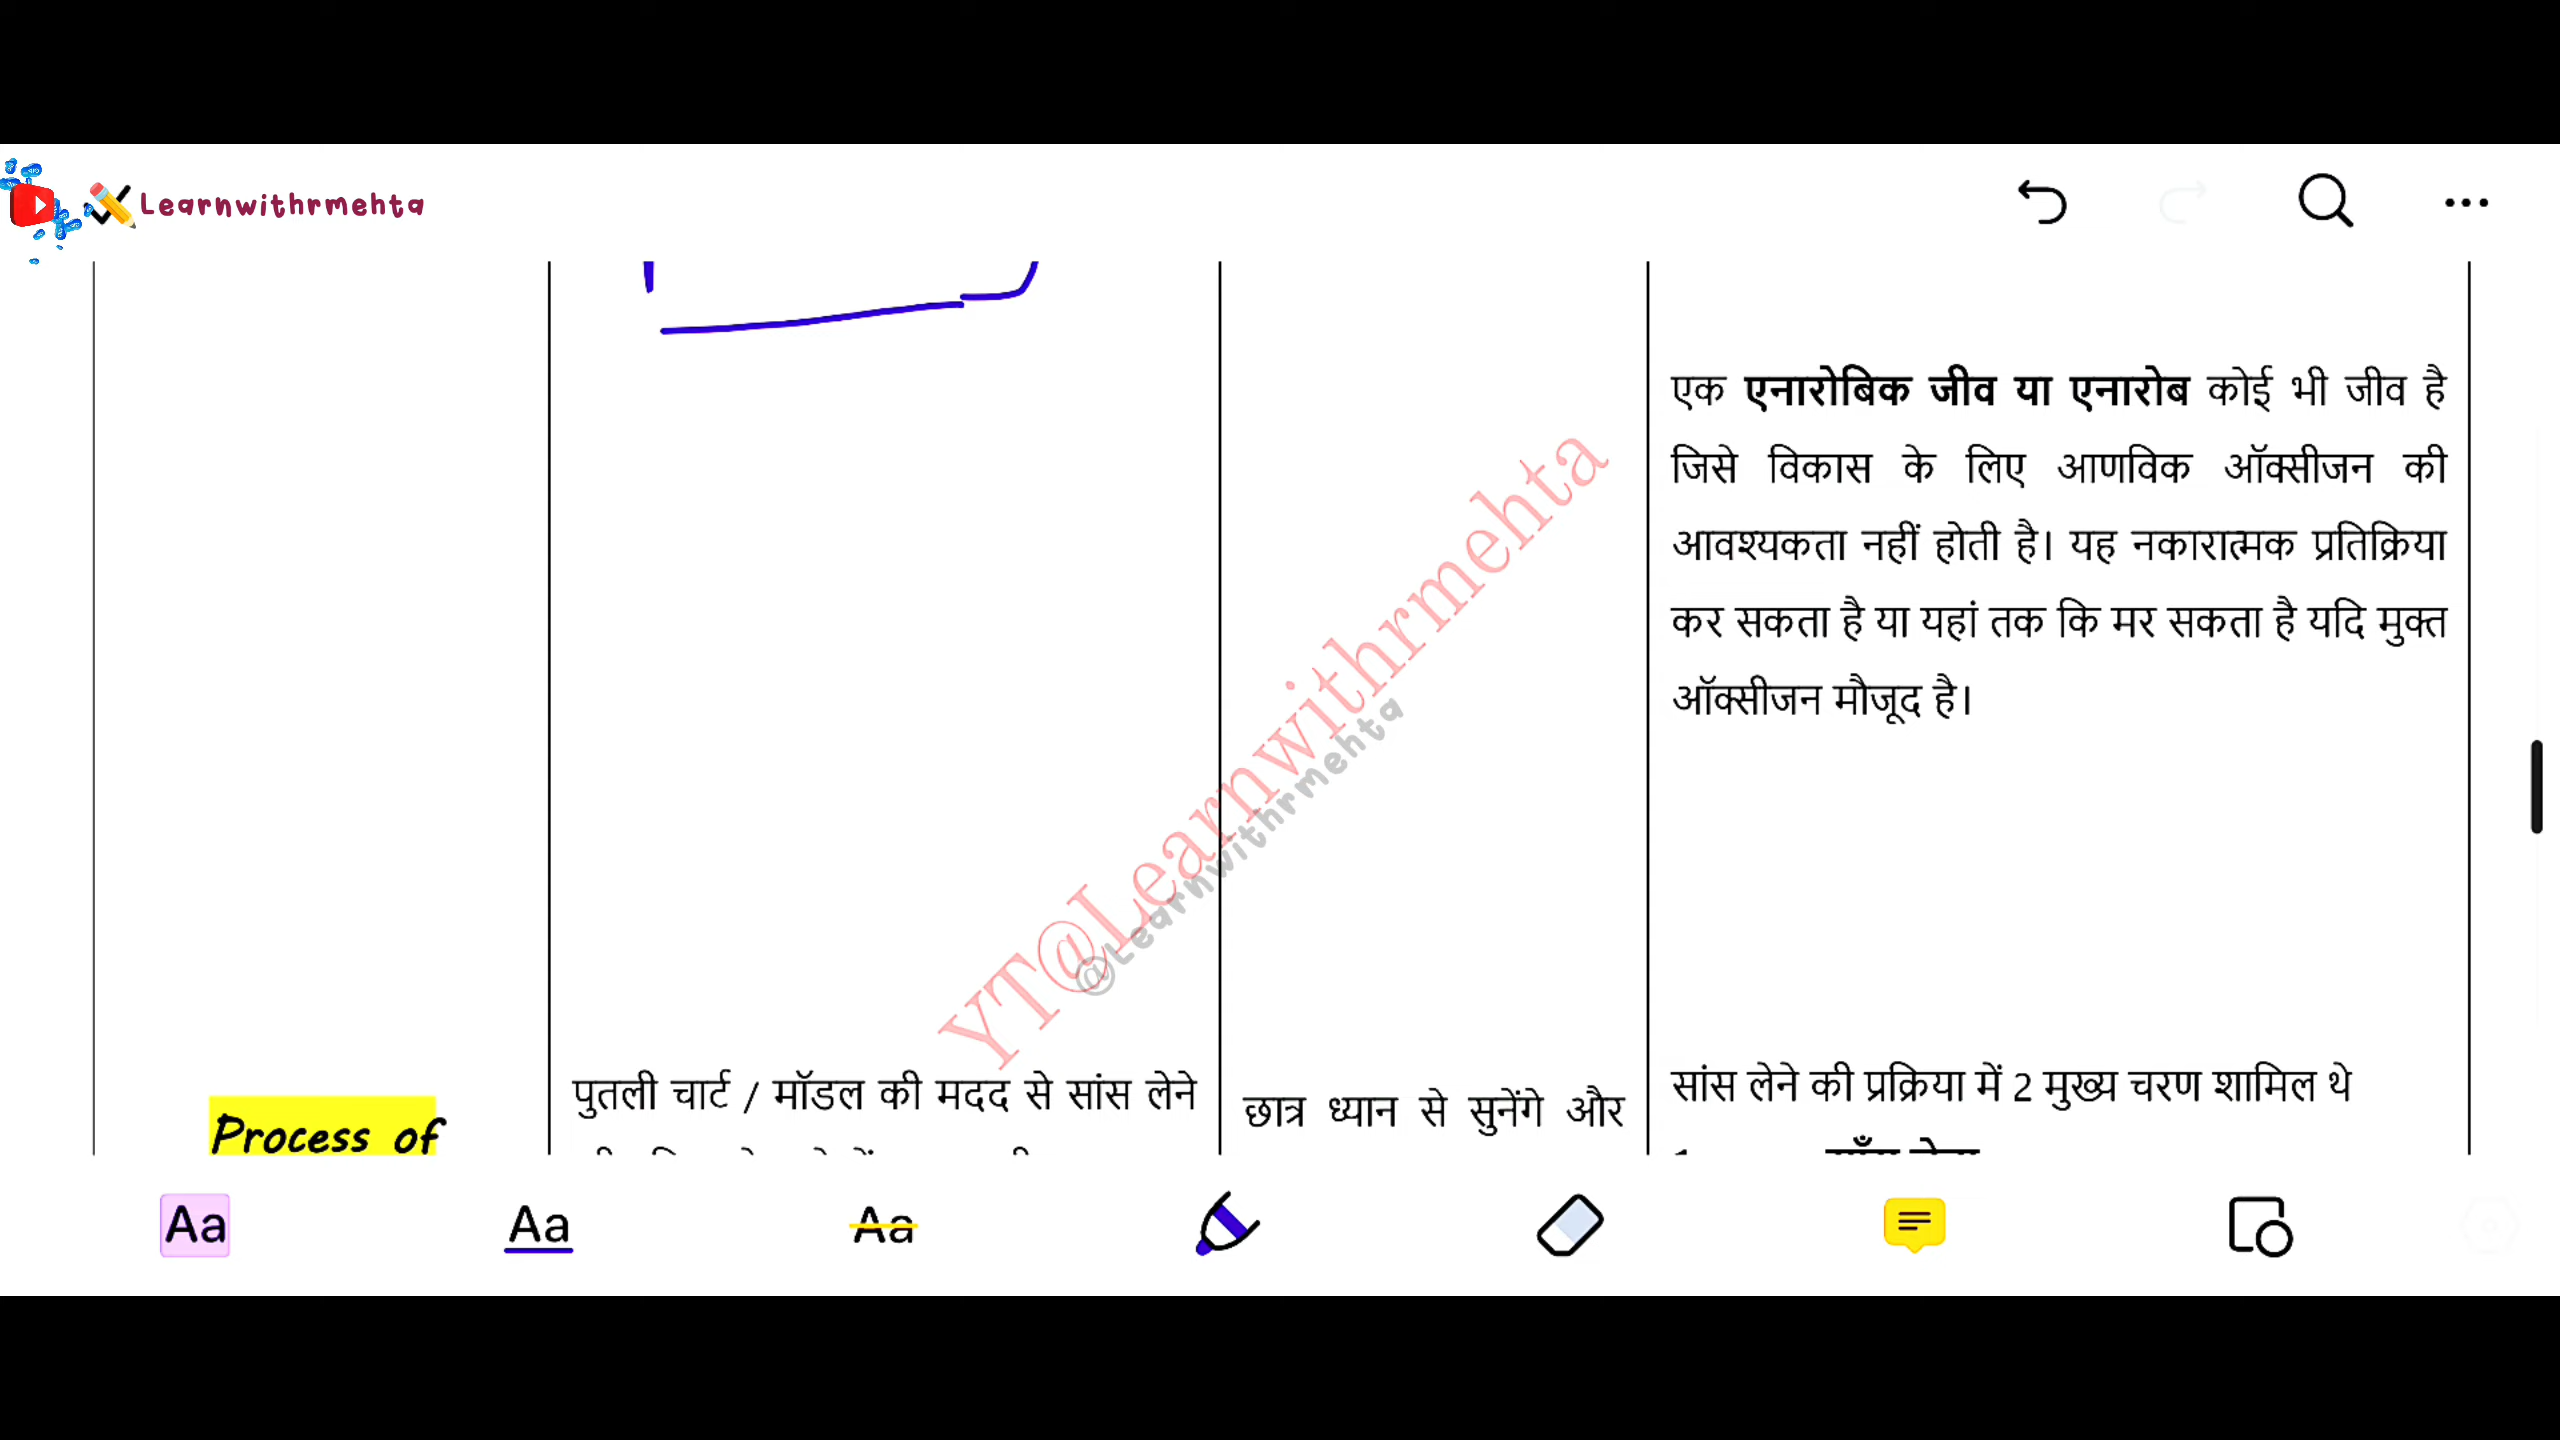 Learnwithrmehta
एक एनारोबिक जीव या एनारोब कोई भी जीव है
जिसे विकास के लिए आणविक ऑक्सीजन की
आवश्यकता नहीं होती है। यह नकारात्मक प्रतिक्रिया
कर सकता है या यहां तक कि मर सकता है यदि मुक्त
ऑक्सीजन मौजूद है।
YT@Learnwithrmehta
@Learnwithrmehta
Process of
पुतली चार्ट / मॉडल की मदद से सांस लेने
छात्र ध्यान से सुनेंगे और
सांस लेने की प्रक्रिया में 2 मुख्य चरण शामिल थे
Aa
Aa
Aa